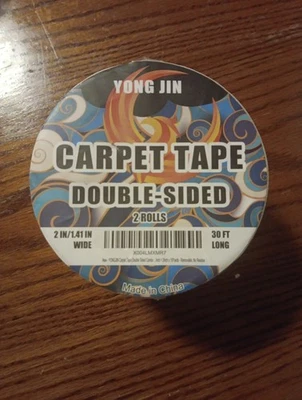 YONG JIN
CARPET TAPE
DOUBLE-SIDED
2 ROLLS
2 IN/1.41 IN
WIDE
30 FT
LONG
Made in China